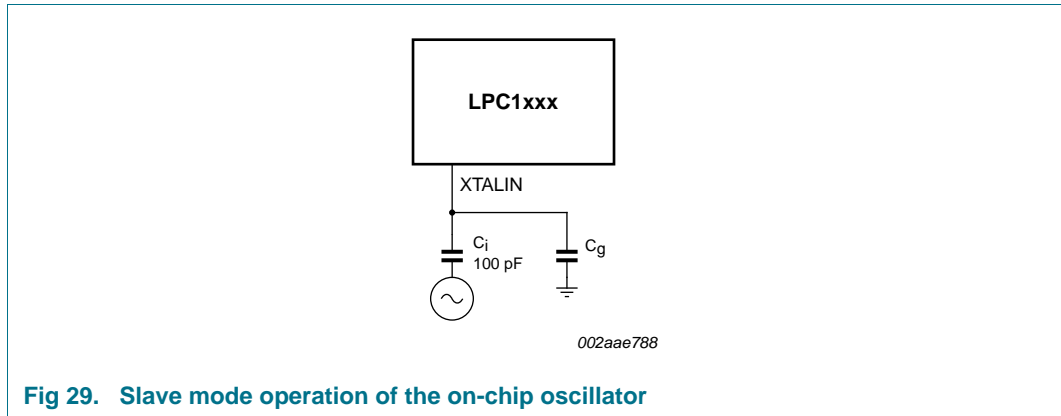 LPC1xxx
XTALIN
Ci
100 pF
Cg
002aae788
Fig 29. Slave mode operation of the on-chip oscillator